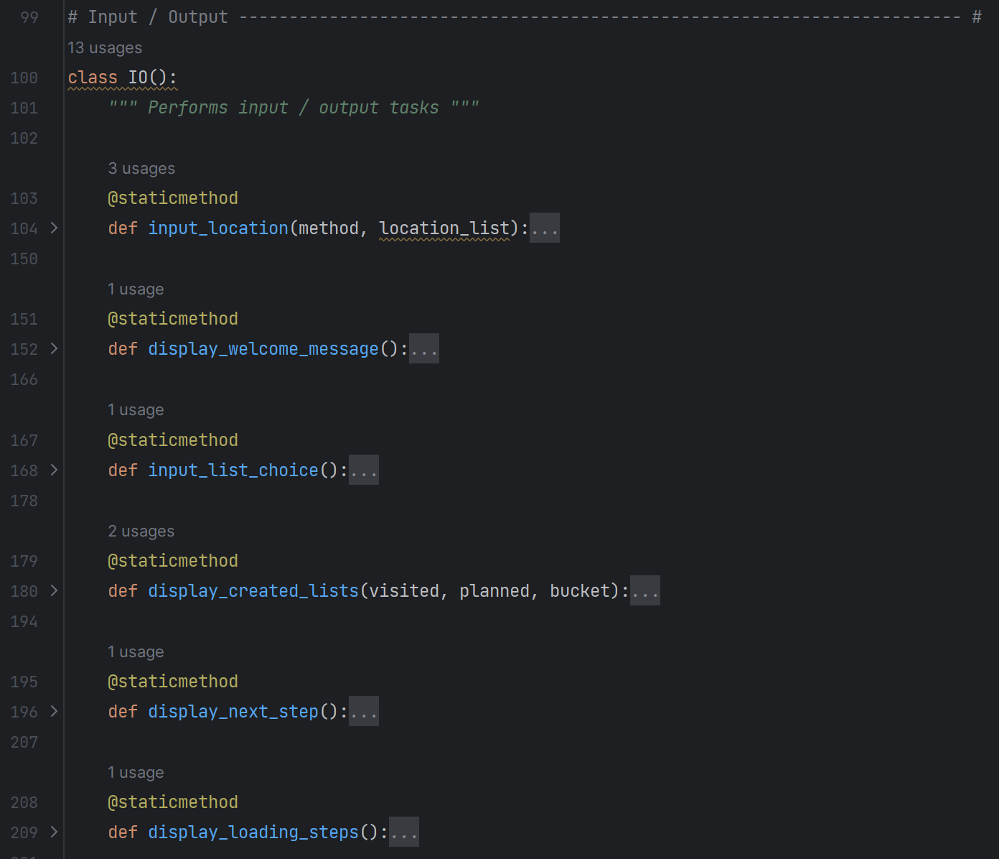 99 # Input / Output ------------------------------------------------------------------------ #
13 usages
100 class IO():
101 """ Performs input / output tasks """
102
3 usages
103 @staticmethod
104 def input_location(method, location_list):...
150
1 usage
151 @staticmethod
152 def display_welcome_message():...
166
1 usage
167 @staticmethod
168 def input_list_choice():...
178
2 usages
179 @staticmethod
180 def display_created_lists(visited, planned, bucket):...
194
1 usage
195 @staticmethod
196 def display_next_step():...
207
1 usage
208 @staticmethod
209 def display_loading_steps():...